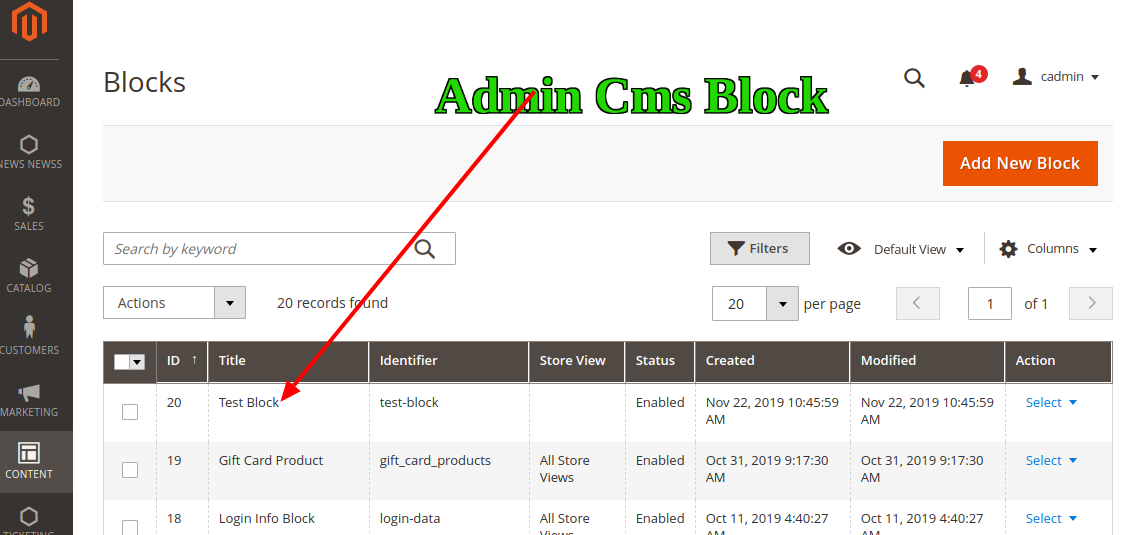 Blocks
Admin Cms Block
4
cadmin
DASHBOARD
NEWS NEWSS
SALES
CATALOG
CUSTOMERS
MARKETING
CONTENT
TICKETING
Add New Block
Search by keyword
Filters
Default View
Columns
Actions
20 records found
20 per page
1 of 1
ID ↑ Title Identifier Store View Status Created Modified Action
20 Test Block test-block Enabled Nov 22, 2019 10:45:59 Nov 22, 2019 10:45:59 Select
AM AM
19 Gift Card Product gift_card_products All Store Enabled Oct 31, 2019 9:17:30 Oct 31, 2019 9:17:30 Select
Views AM AM
18 Login Info Block login-data All Store Enabled Oct 11, 2019 4:40:27 Oct 11, 2019 4:40:27 Select
Views AM AM